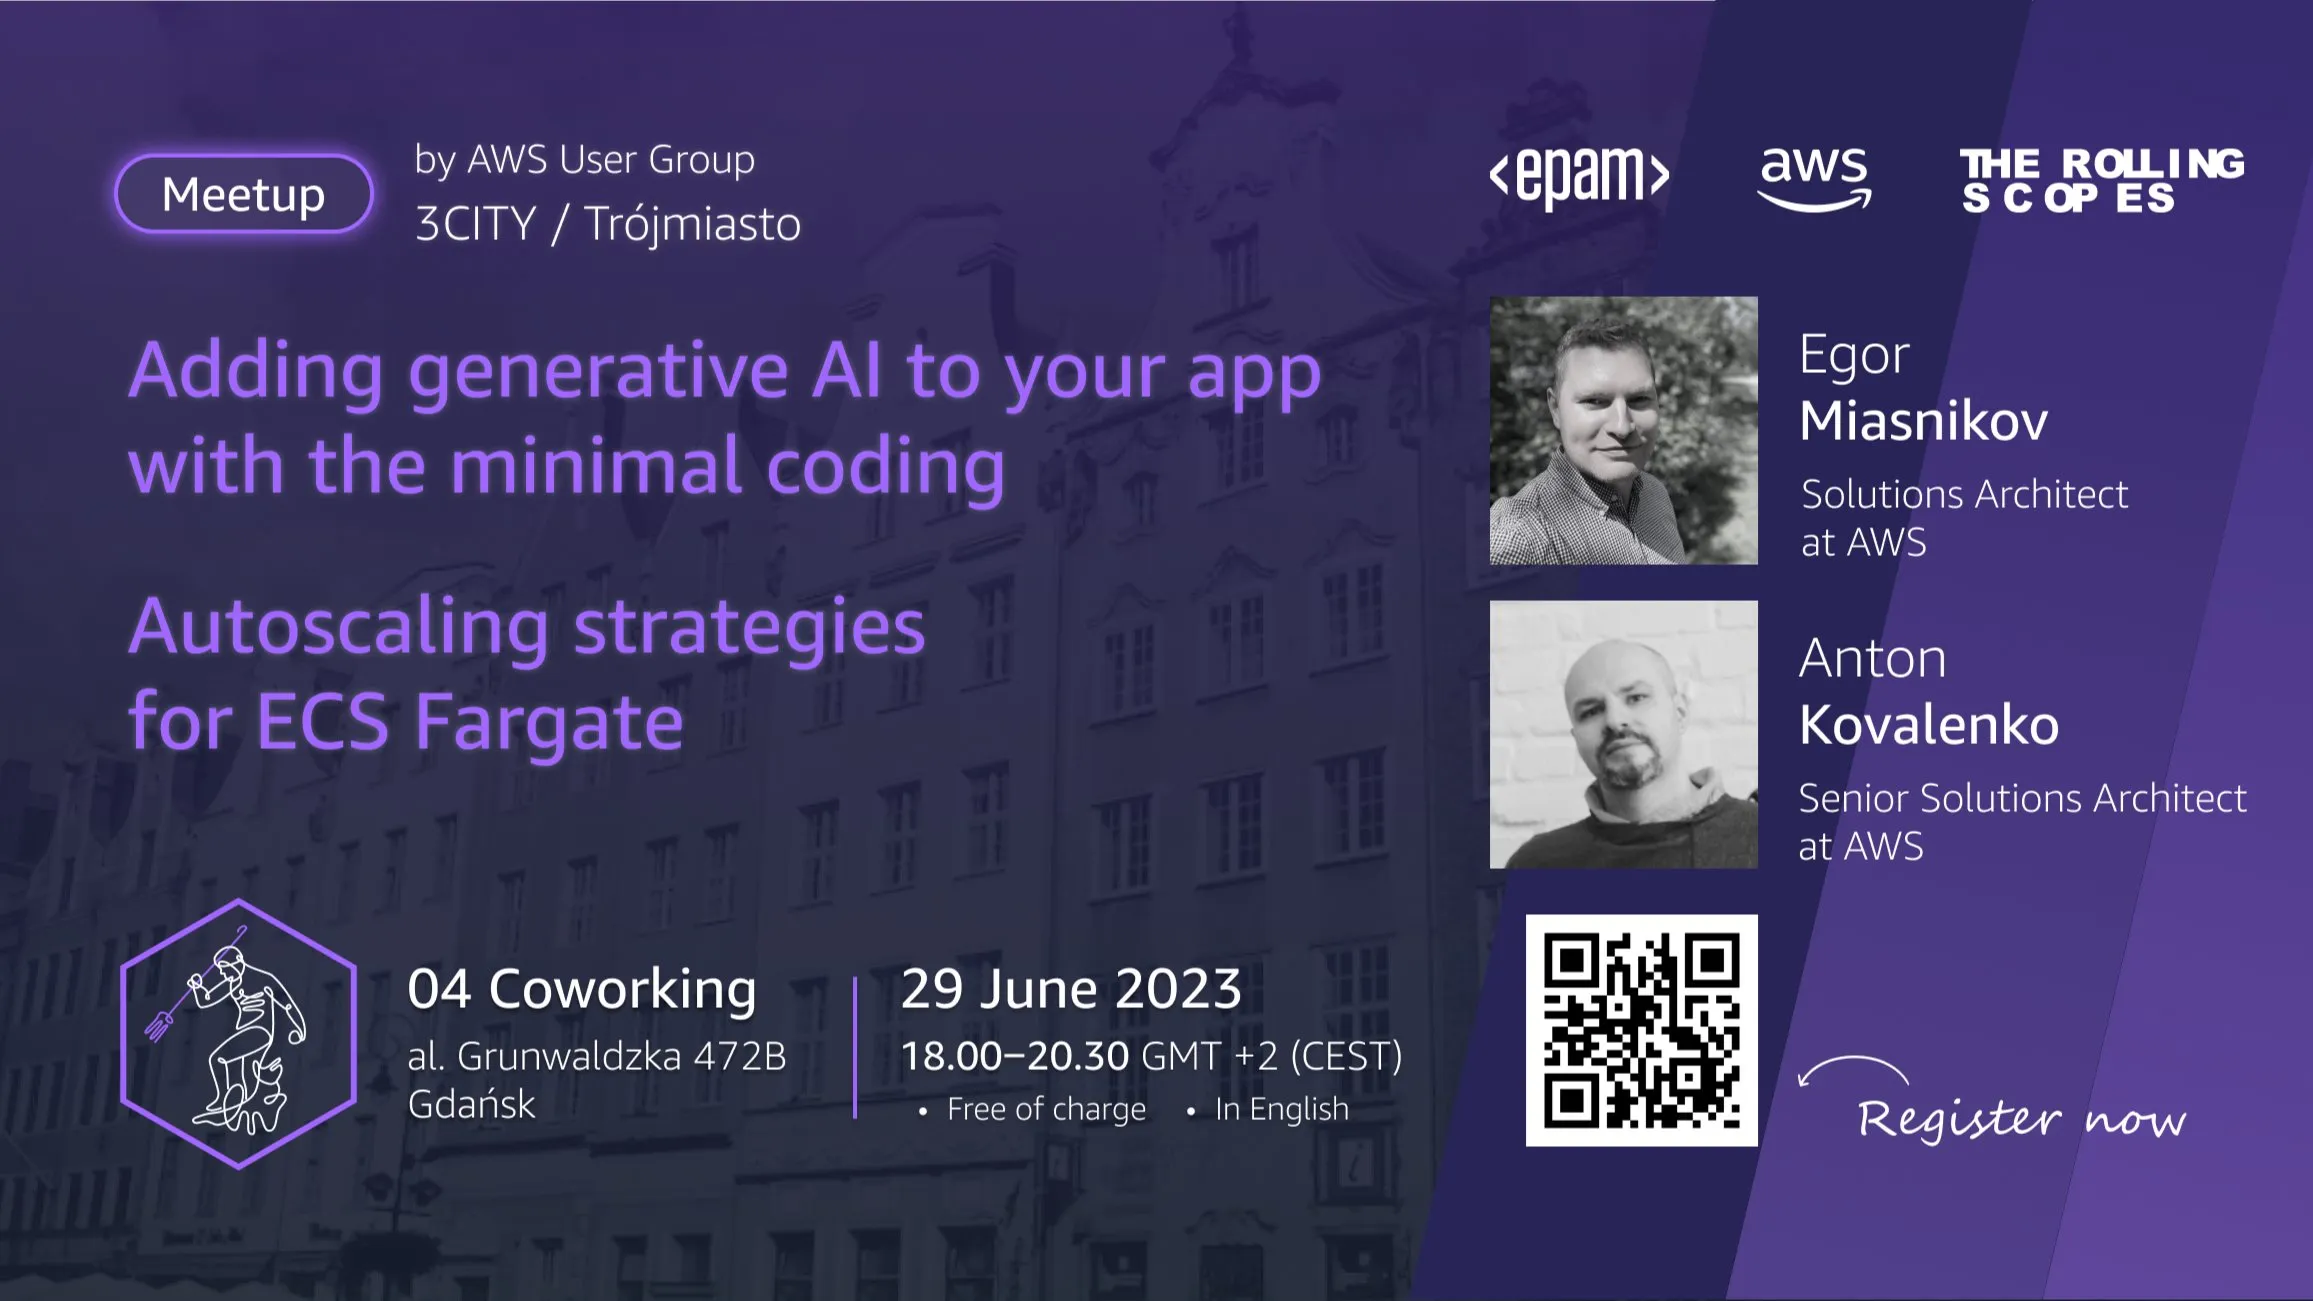 Meetup
by AWS User Group
3CITY / Trójmiasto
<epam>
aws
THE ROLLING
SCOPES
Adding generative AI to your app
with the minimal coding
Autoscaling strategies
for ECS Fargate
Egor
Miasnikov
Solutions Architect
at AWS
Anton
Kovalenko
Senior Solutions Architect
at AWS
04 Coworking
al. Grunwaldzka 472B
Gdańsk
29 June 2023
18.00–20.30 GMT +2 (CEST)
• Free of charge • In English
Register now